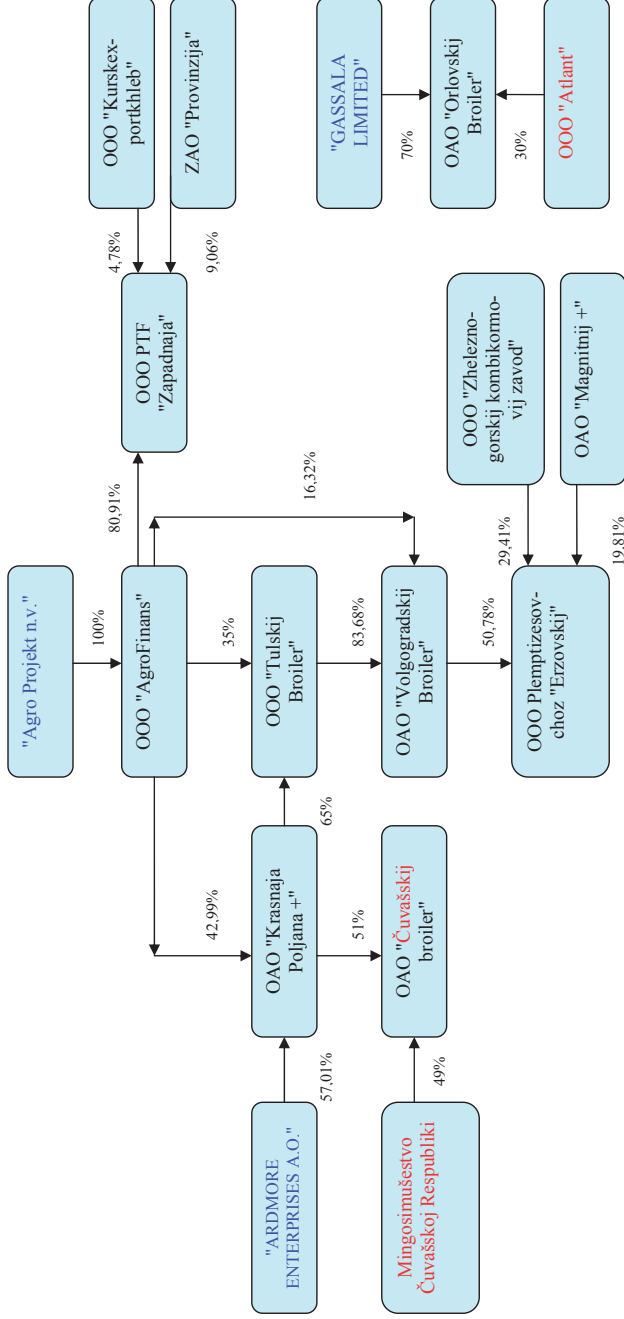 "Agro Projekt n.v."
100%
OOO "AgroFinans"
80,91%
OOO PTF
"Zapadnaja"
4,78%
OOO "Kurskex-
portkhleb"
9,06%
ZAO "Provinzija"
42,99%
35%
16,32%
"ARDMORE
ENTERPRISES A.O."
57,01%
OAO "Krasnaja
Poljana +"
65%
OOO "Tulskij
Broiler"
51%
83,68%
Mingosimušestvo
Čuvašskoj Respubliki
49%
OAO "Čuvašskij
broiler"
OAO "Volgogradskij
Broiler"
50,78%
OOO Plemptizesov-
choz "Erzovskij"
29,41%
OOO "Zhelezno-
gorskij kombikormo-
vij zavod"
19,81%
OAO "Magnitnij +"
"GASSALA
LIMITED"
70%
OAO "Orlovskij
Broiler"
30%
OOO "Atlant"